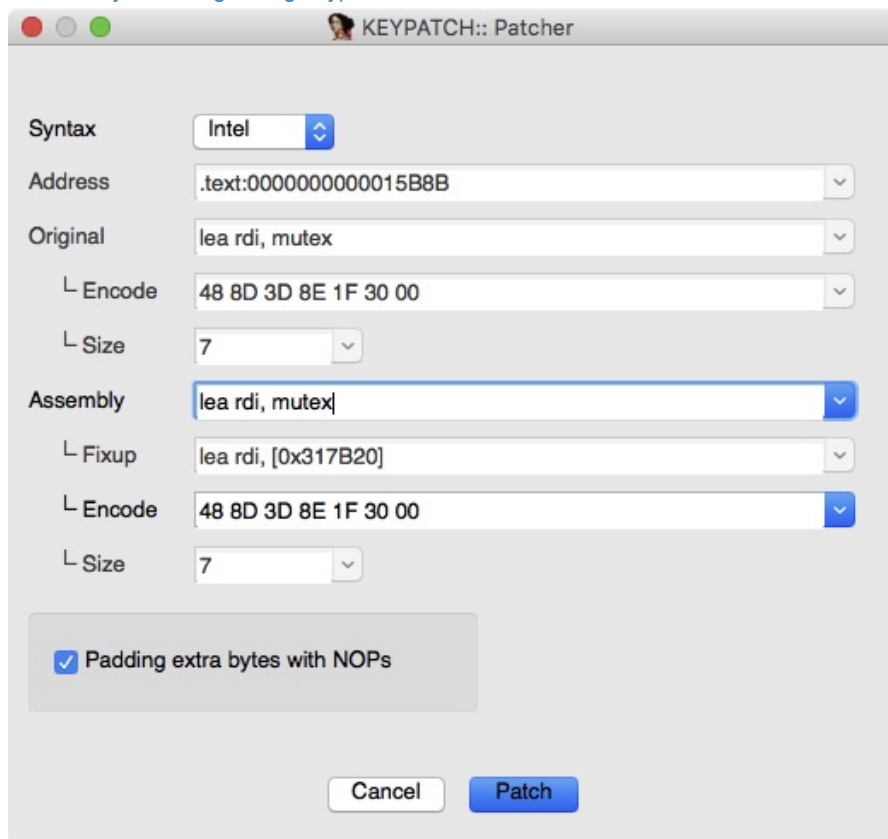 KEYPATCH:: Patcher
Syntax Intel
Address .text:0000000000015B8B
Original lea rdi, mutex
Encode 48 8D 3D 8E 1F 30 00
Size 7
Assembly lea rdi, mutex
Fixup lea rdi, [0x317B20]
Encode 48 8D 3D 8E 1F 30 00
Size 7
Padding extra bytes with NOPs
Cancel Patch